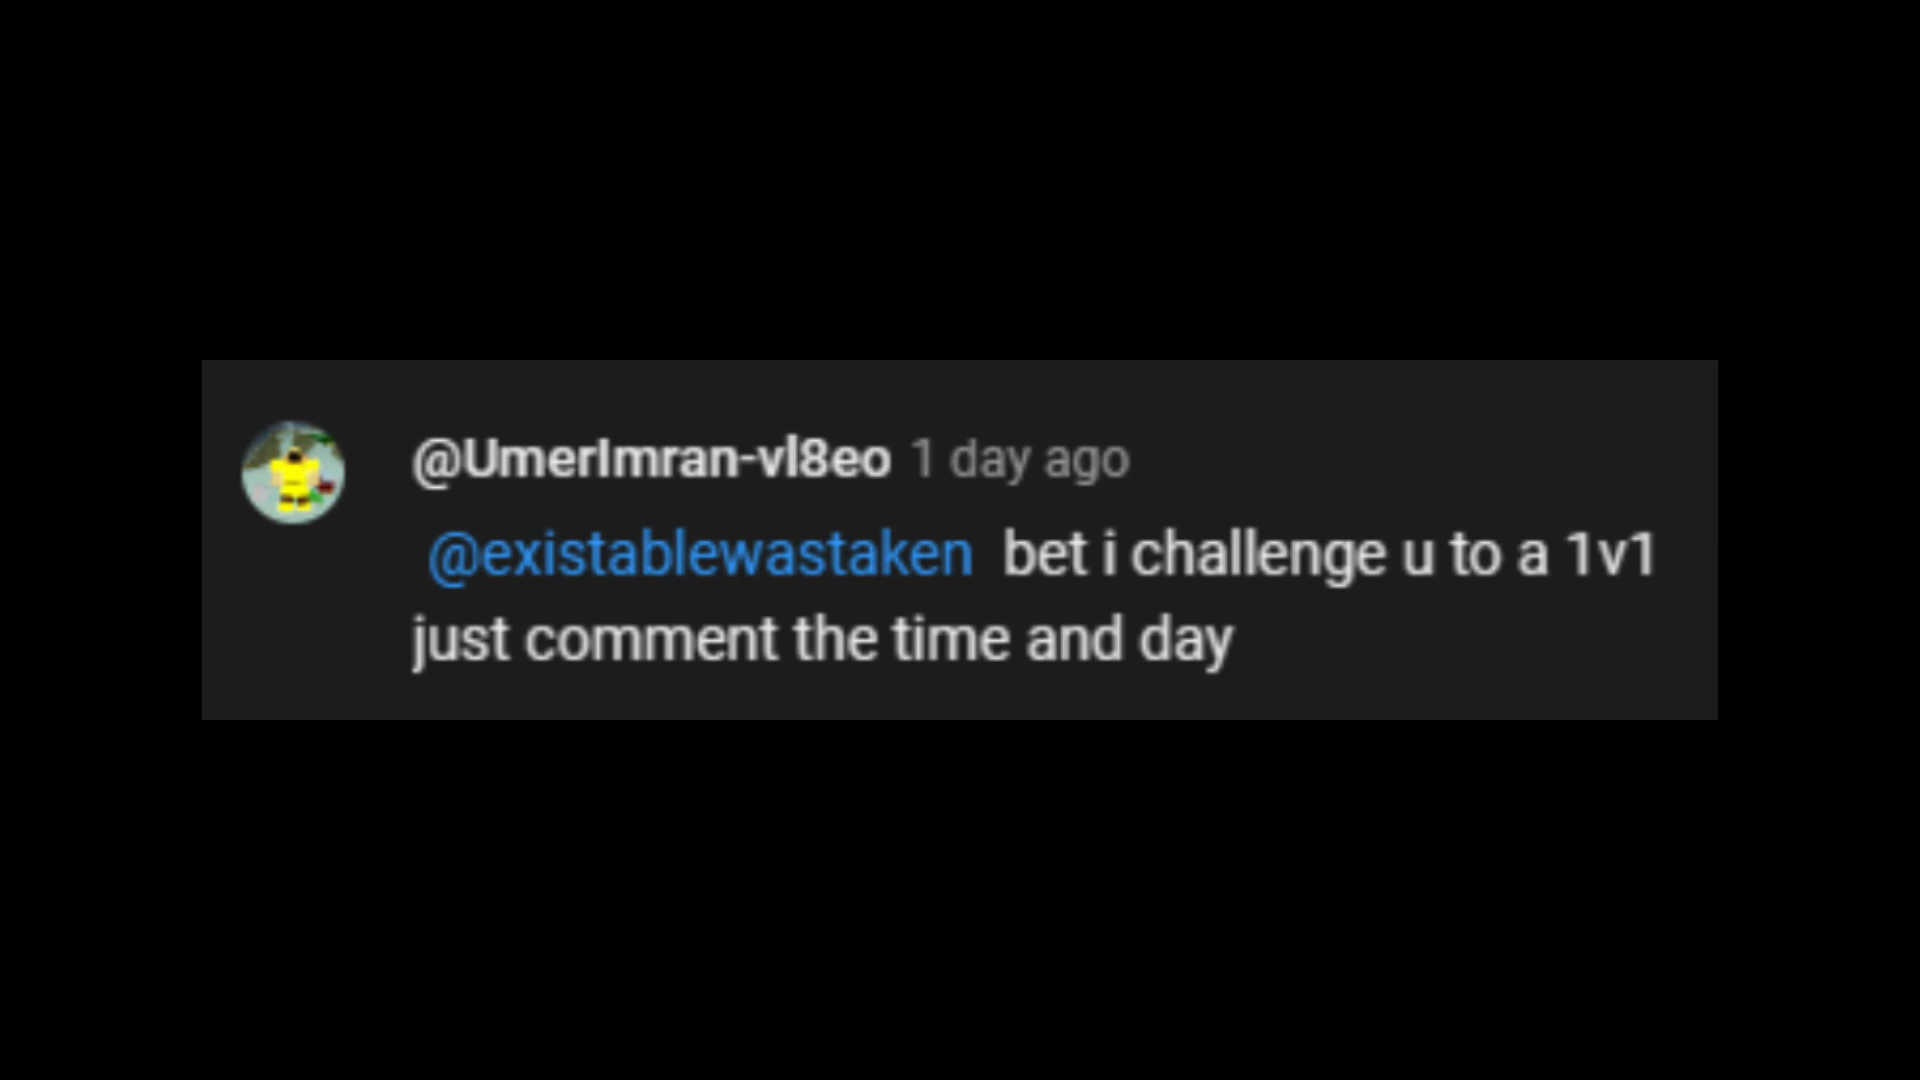 @UmerImran-vl8eo 1 day ago
@existablewastaken bet i challenge u to a 1v1
just comment the time and day